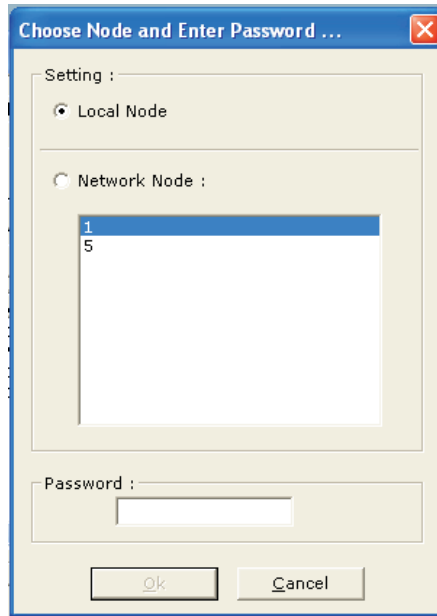 Choose Node and Enter Password ...
Setting :
Local Node
Network Node :
1
5
Password :
Ok
Cancel